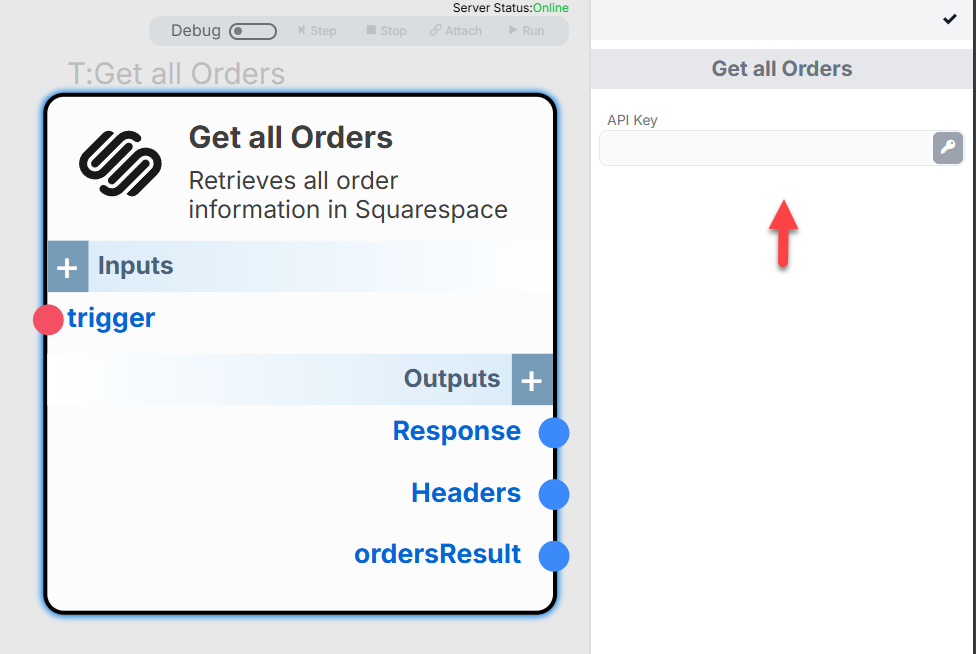 Server Status:Online
Debug
Step
Stop
Attach
Run
T:Get all Orders
Get all Orders
Retrieves all order
information in Squarespace
Inputs
trigger
Outputs
Response
Headers
ordersResult
Get all Orders
API Key